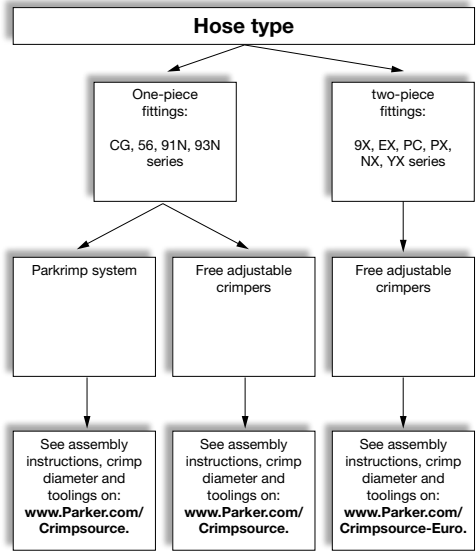 Hose type
One-piece
fittings:
CG, 56, 91N, 93N
series
two-piece
fittings:
9X, EX, PC, PX,
NX, YX series
Parkrimp system
Free adjustable
crimpers
Free adjustable
crimpers
See assembly
instructions, crimp
diameter and
toolings on:
www.Parker.com/
Crimpsource.
See assembly
instructions, crimp
diameter and
toolings on:
www.Parker.com/
Crimpsource.
See assembly
instructions, crimp
diameter and
toolings on:
www.Parker.com/
Crimpsource-Euro.